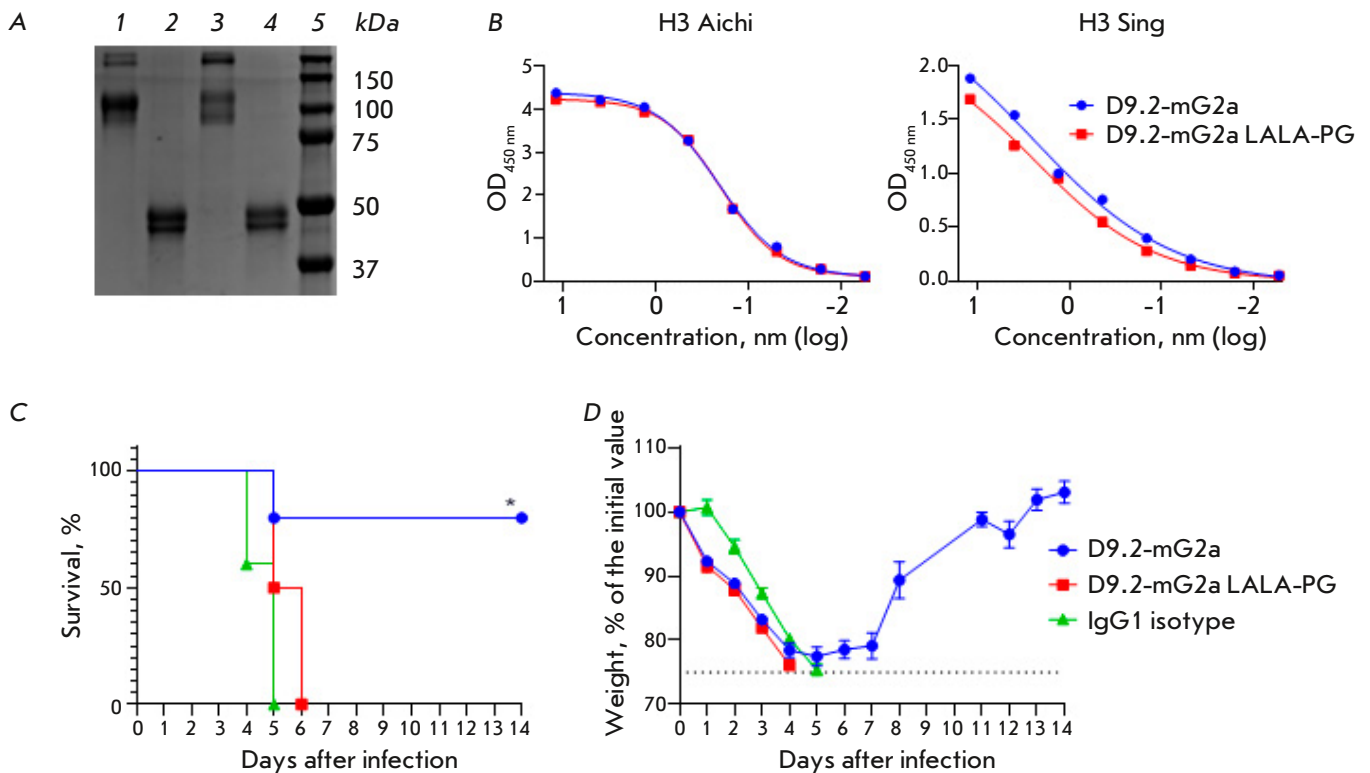 A
1 2 3 4 5 kDa
150
100
75
50
37
B
H3 Aichi
5
4
3
2
1
0
OD450 nm
1 0 -1 -2
Concentration, nm (log)
H3 Sing
2.0
1.5
1.0
0.5
0.0
OD450 nm
1 0 -1 -2
Concentration, nm (log)
D9.2-mG2a
D9.2-mG2a LALA-PG
C
100
50
0
Survival, %
*
0 1 2 3 4 5 6 7 8 9 10 11 12 13 14
Days after infection
D
110
100
90
80
70
Weight, % of the initial value
0 1 2 3 4 5 6 7 8 9 10 11 12 13 14
Days after infection
D9.2-mG2a
D9.2-mG2a LALA-PG
IgG1 isotype